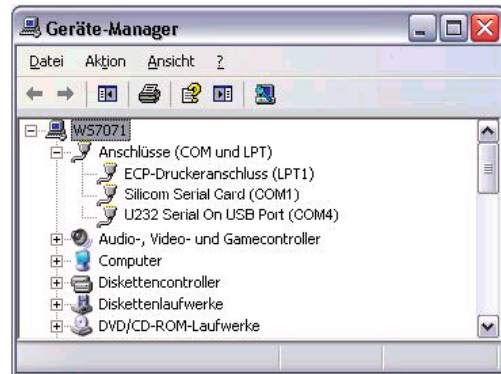 Geräte-Manager
Datei Aktion Ansicht ?
WS7071
Anschlüsse (COM und LPT)
ECP-Druckeranschluss (LPT1)
Silicom Serial Card (COM1)
U232 Serial On USB Port (COM4)
Audio-, Video- und Gamecontroller
Computer
Diskettencontroller
Diskettenlaufwerke
DVD/CD-ROM-Laufwerke